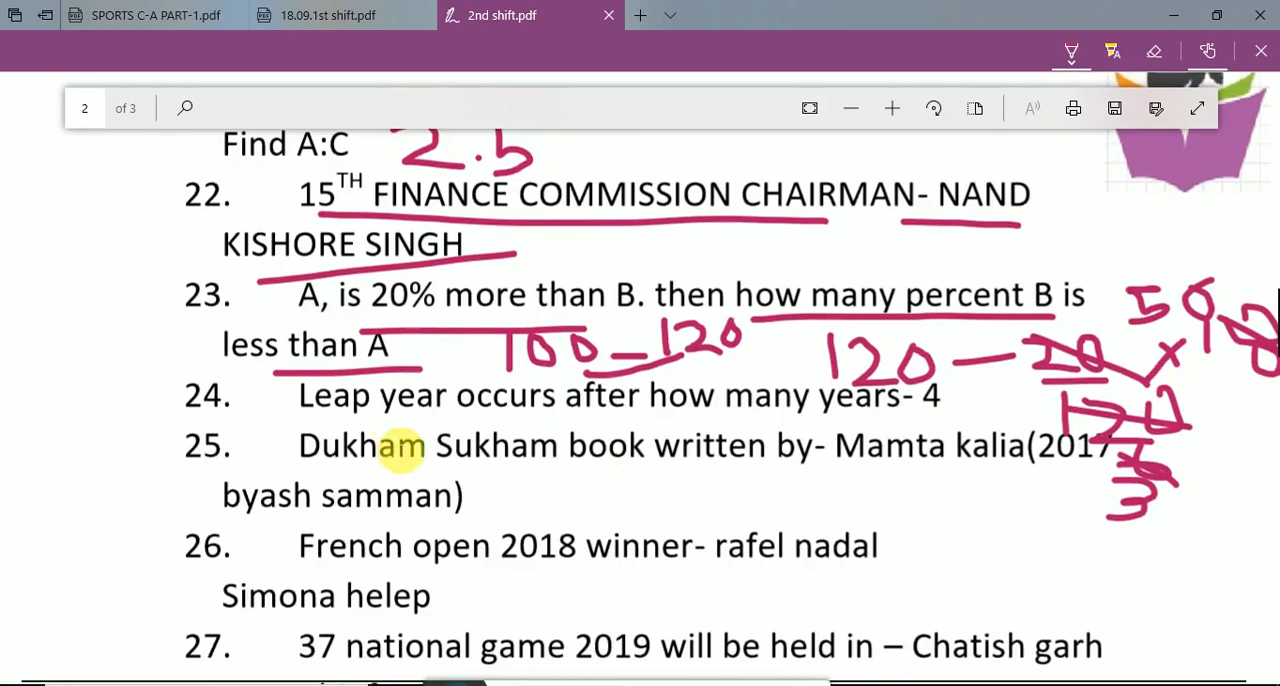 SPORTS C-A PART-1.pdf 18.09.1st shift.pdf 2nd shift.pdf
2 of 3
Find A:C 2.5
22. 15TH FINANCE COMMISSION CHAIRMAN- NAND
KISHORE SINGH
23. A, is 20% more than B. then how many percent B is
less than A 100 — 120 120 — 20
24. Leap year occurs after how many years- 4
120
25. Dukham Sukham book written by- Mamta kalia(2017
byash samman)
3
26. French open 2018 winner- rafel nadal
Simona helep
27. 37 national game 2019 will be held in – Chatish garh